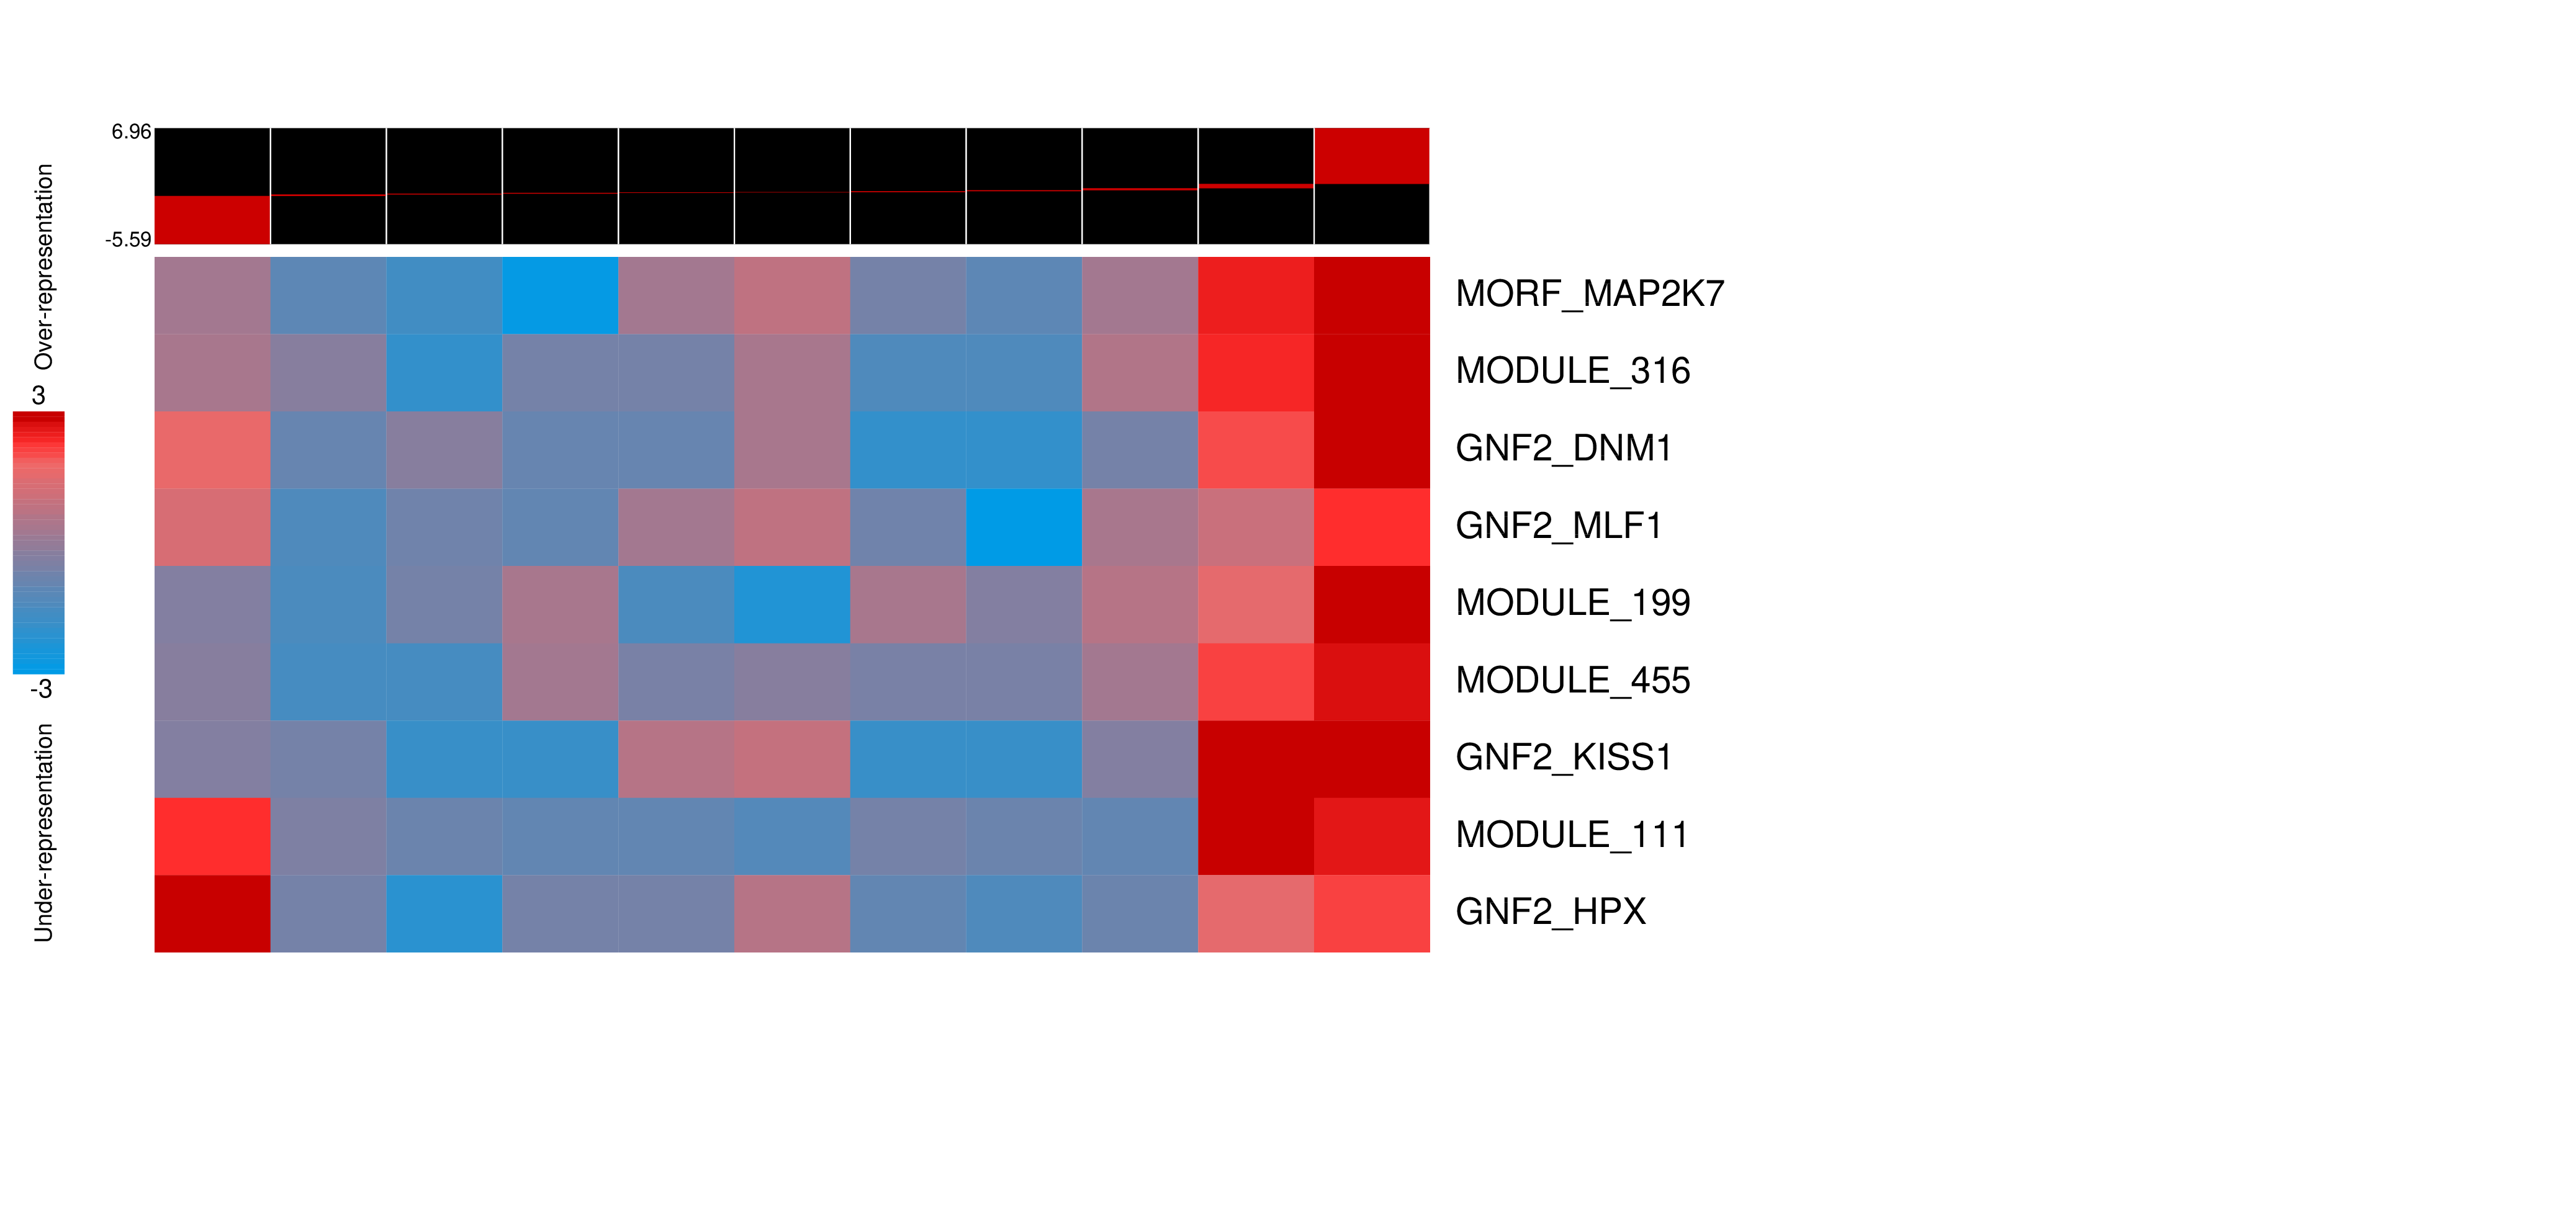 6.96
-5.59
Over-representation
3
-3
Under-representation
MORF_MAP2K7
MODULE_316
GNF2_DNM1
GNF2_MLF1
MODULE_199
MODULE_455
GNF2_KISS1
MODULE_111
GNF2_HPX